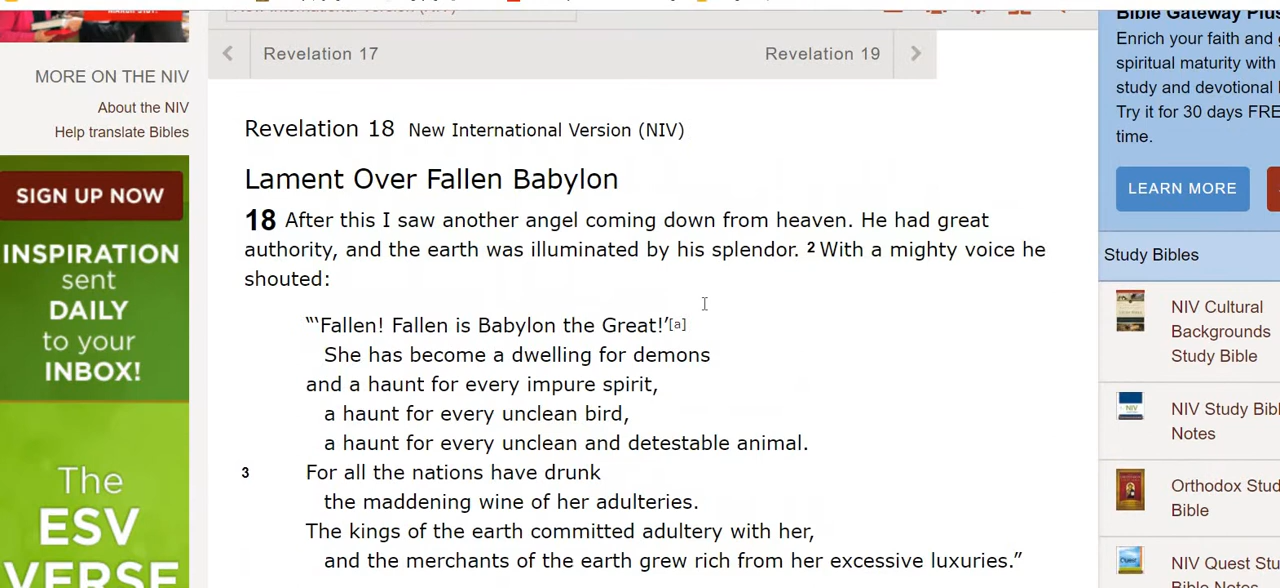 Revelation 17
Revelation 19
MORE ON THE NIV
About the NIV
Help translate Bibles
SIGN UP NOW
INSPIRATION
sent
DAILY
to your
INBOX!
The
ESV
VERSE
Revelation 18 New International Version (NIV)
Lament Over Fallen Babylon
18 After this I saw another angel coming down from heaven. He had great
authority, and the earth was illuminated by his splendor. 2 With a mighty voice he
shouted:
“‘Fallen! Fallen is Babylon the Great!’[a]
She has become a dwelling for demons
and a haunt for every impure spirit,
a haunt for every unclean bird,
a haunt for every unclean and detestable animal.
3 For all the nations have drunk
the maddening wine of her adulteries.
The kings of the earth committed adultery with her,
and the merchants of the earth grew rich from her excessive luxuries.”
Bible Gateway Plus
Enrich your faith and
spiritual maturity with
study and devotional
Try it for 30 days FRE
time.
LEARN MORE
Study Bibles
NIV Cultural
Backgrounds
Study Bible
NIV Study Bibl
Notes
Orthodox Stud
Bible
NIV Quest Stu